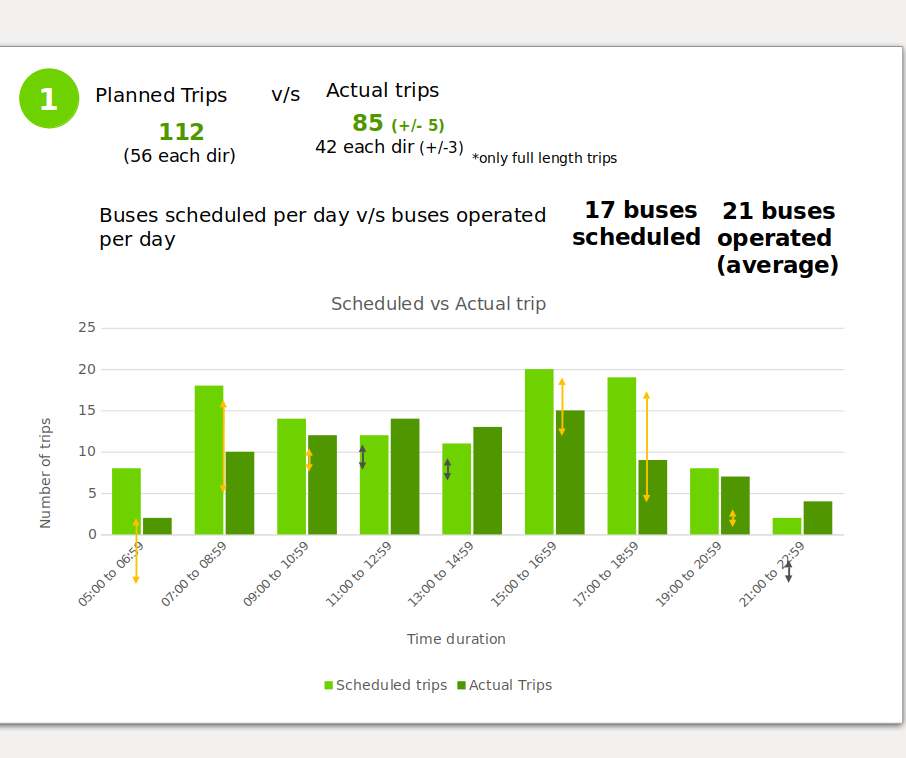 1
Planned Trips
v/s
Actual trips
112
(56 each dir)
85 (+/- 5)
42 each dir (+/-3)
*only full length trips
Buses scheduled per day v/s buses operated
per day
17 buses
scheduled
21 buses
operated
(average)
Scheduled vs Actual trip
25
20
15
10
5
0
Number of trips
05:00 to 06:59
07:00 to 08:59
09:00 to 10:59
11:00 to 12:59
13:00 to 14:59
15:00 to 16:59
17:00 to 18:59
19:00 to 20:59
21:00 to 22:59
Time duration
Scheduled trips
Actual Trips